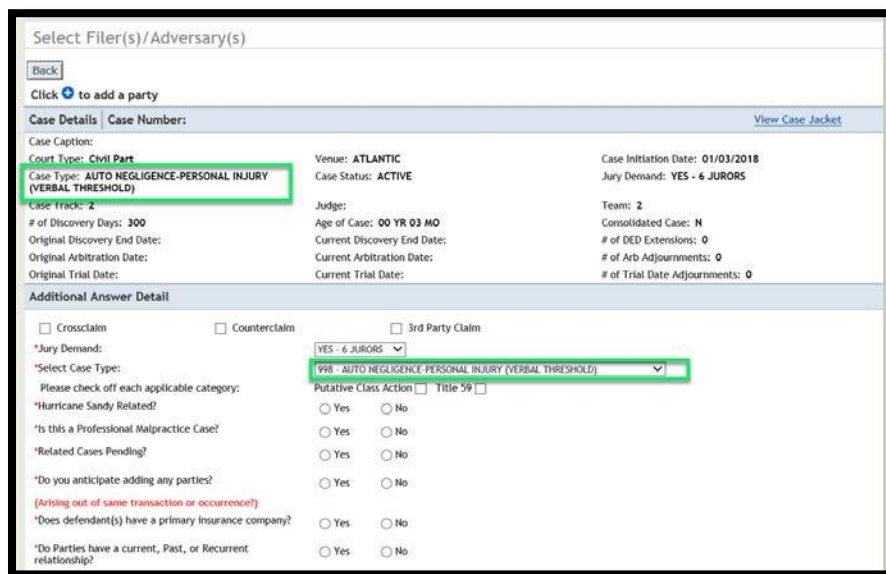 Select Filer(s)/Adversary(s)
Back
Click to add a party
Case Details Case Number: View Case Jacket
Case Caption:
Court Type: Civil Part Venue: ATLANTIC Case Initiation Date: 01/03/2018
Case Type: AUTO NEGLIGENCE-PERSONAL INJURY Case Status: ACTIVE Jury Demand: YES - 6 JURORS
(VERBAL THRESHOLD)
Case Track: 2 Judge: Team: 2
# of Discovery Days: 300 Age of Case: 00 YR 03 MO Consolidated Case: N
Original Discovery End Date: Current Discovery End Date: # of DED Extensions: 0
Original Arbitration Date: Current Arbitration Date: # of Arb Adjournments: 0
Original Trial Date: Current Trial Date: # of Trial Date Adjournments: 0
Additional Answer Detail
Crossclaim Counterclaim 3rd Party Claim
*Jury Demand: YES - 6 JURORS
*Select Case Type: 998 - AUTO NEGLIGENCE-PERSONAL INJURY (VERBAL THRESHOLD)
Please check off each applicable category: Putative Class Action Title 59
*Hurricane Sandy Related? Yes No
*Is this a Professional Malpractice Case? Yes No
*Related Cases Pending? Yes No
*Do you anticipate adding any parties? Yes No
(Arising out of same transaction or occurrence?)
*Does defendant(s) have a primary insurance company? Yes No
*Do Parties have a current, Past, or Recurrent Yes No
relationship?